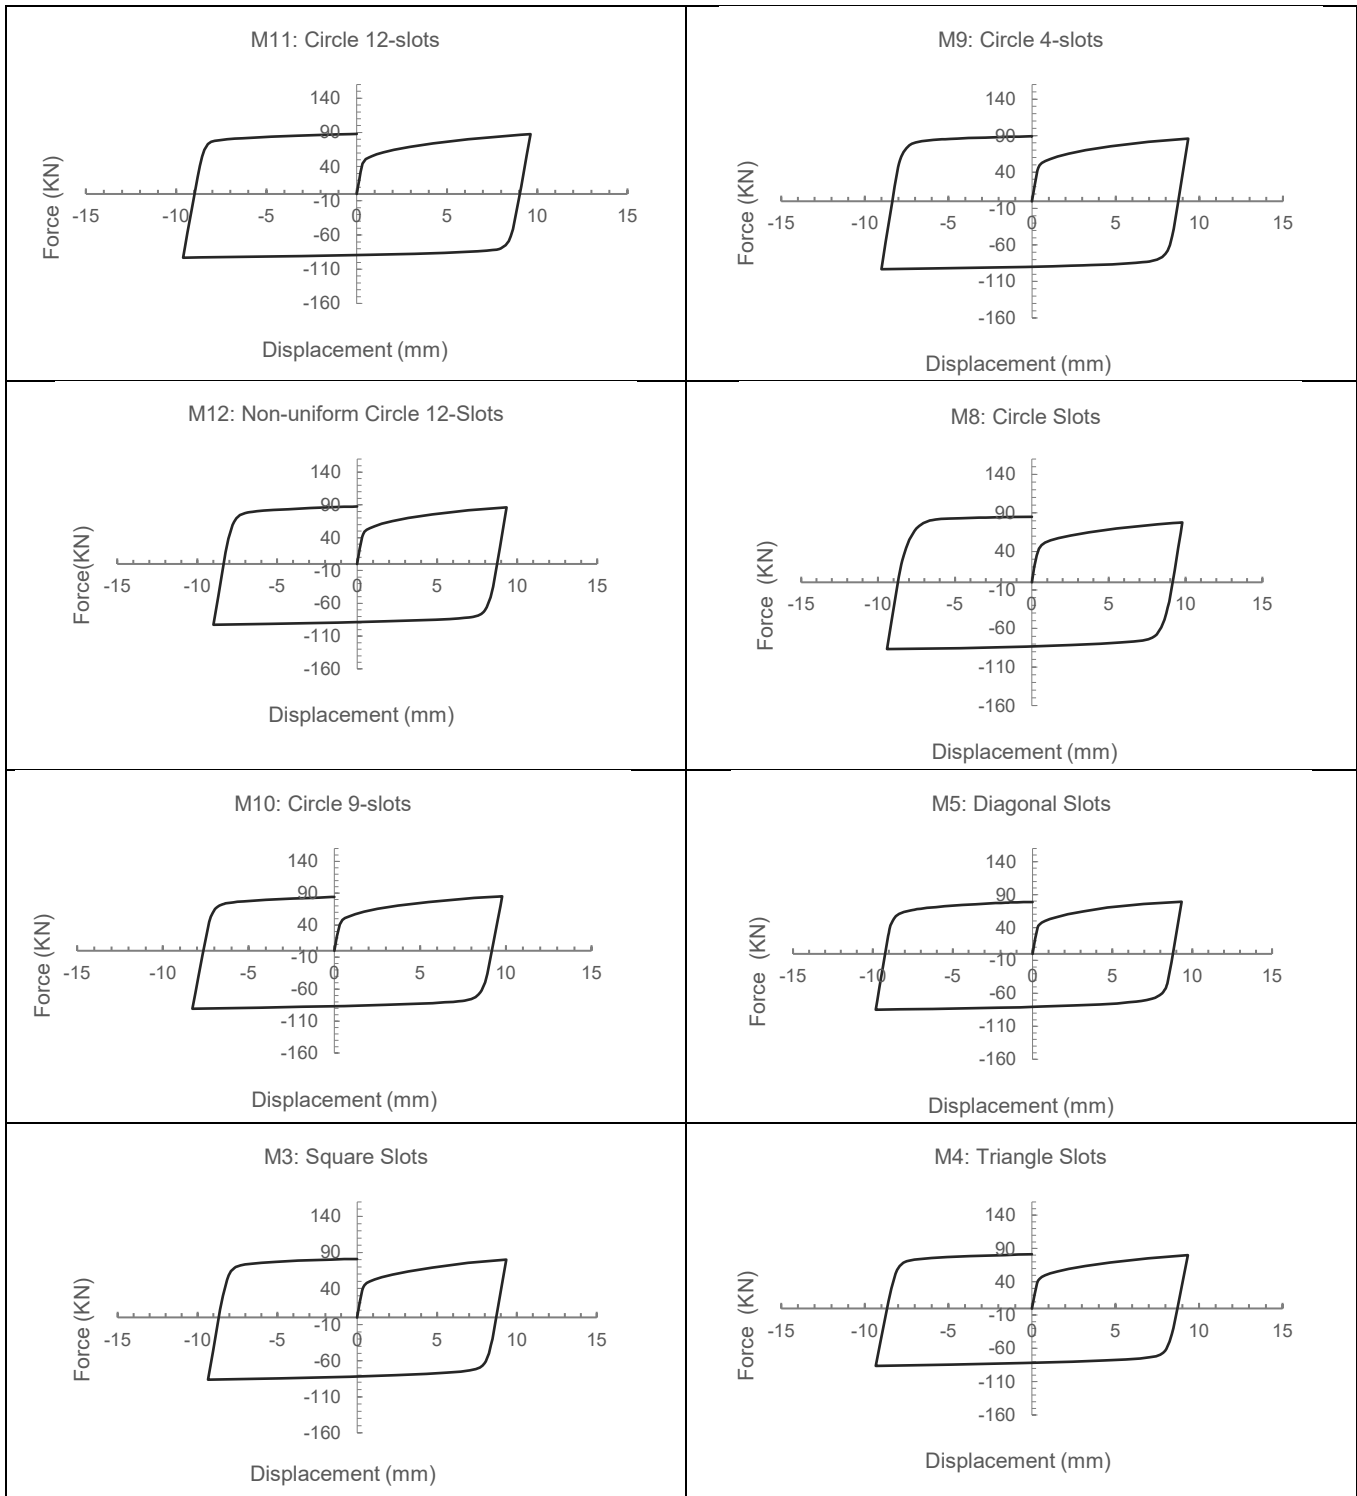 M11: Circle 12-slots
140
90
40
-10
-60
-110
-160
-15 -10 -5 0 5 10 15
Force (KN)
Displacement (mm)
M9: Circle 4-slots
140
90
40
-10
-60
-110
-160
-15 -10 -5 0 5 10 15
Force (KN)
Displacement (mm)
M12: Non-uniform Circle 12-Slots
140
90
40
-10
-60
-110
-160
-15 -10 -5 0 5 10 15
Force(KN)
Displacement (mm)
M8: Circle Slots
140
90
40
-10
-60
-110
-160
-15 -10 -5 0 5 10 15
Force (KN)
Displacement (mm)
M10: Circle 9-slots
140
90
40
-10
-60
-110
-160
-15 -10 -5 0 5 10 15
Force (KN)
Displacement (mm)
M5: Diagonal Slots
140
90
40
-10
-60
-110
-160
-15 -10 -5 0 5 10 15
Force (KN)
Displacement (mm)
M3: Square Slots
140
90
40
-10
-60
-110
-160
-15 -10 -5 0 5 10 15
Force (KN)
Displacement (mm)
M4: Triangle Slots
140
90
40
-10
-60
-110
-160
-15 -10 -5 0 5 10 15
Force (KN)
Displacement (mm)